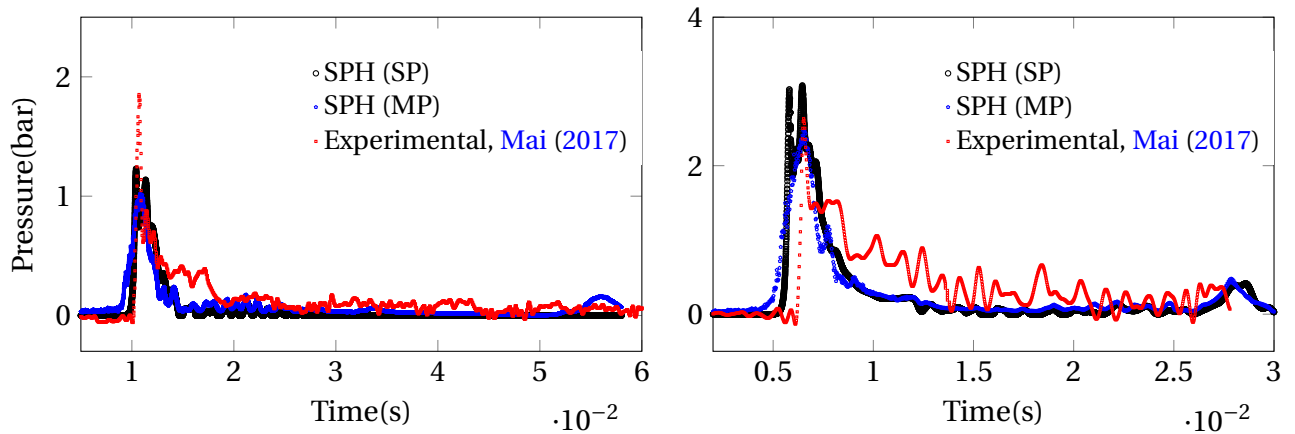 2
1
0
Pressure(bar)
SPH (SP)
SPH (MP)
Experimental, Mai (2017)
1 2 3 4 5 6
Time(s)
·10−2
4
2
0
SPH (SP)
SPH (MP)
Experimental, Mai (2017)
0.5 1 1.5 2 2.5 3
Time(s)
·10−2